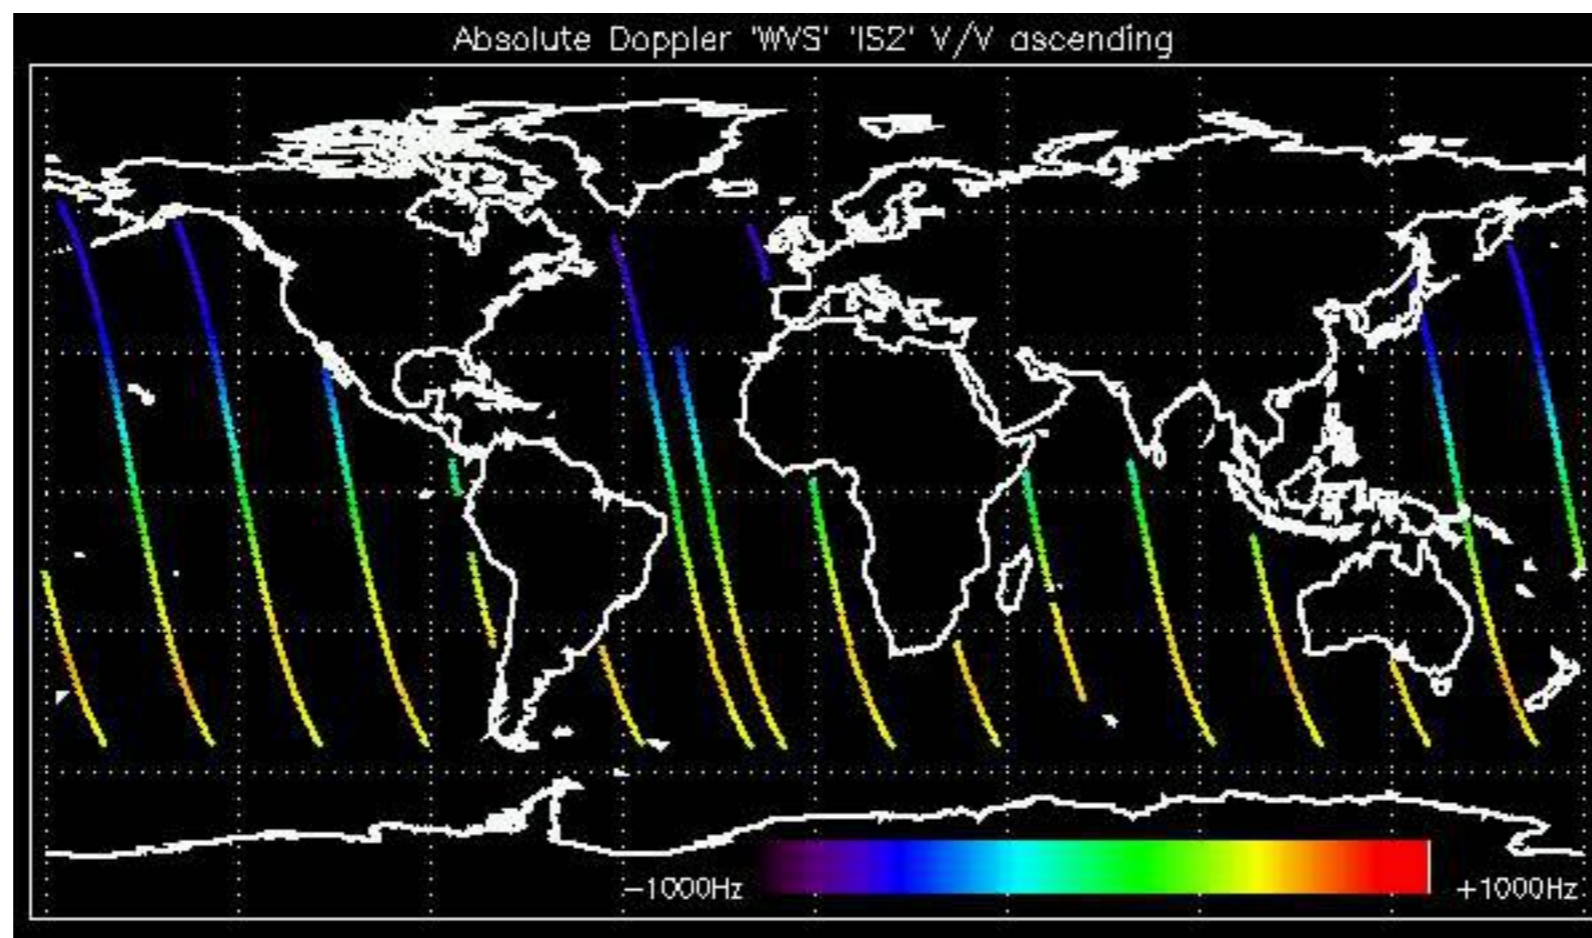 Absolute Doppler 'WVS' 'IS2' V/V ascending
−1000Hz +1000Hz